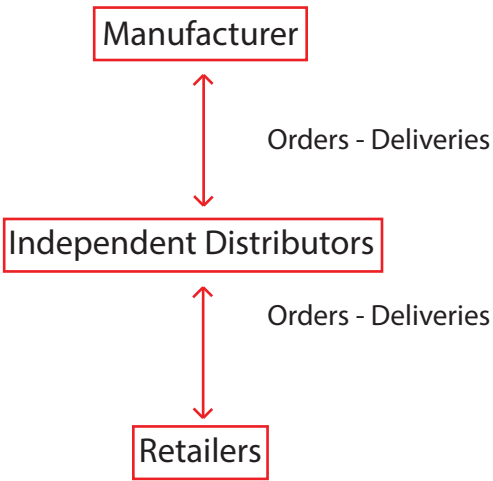 Manufacturer
Orders - Deliveries
Independent Distributors
Orders - Deliveries
Retailers